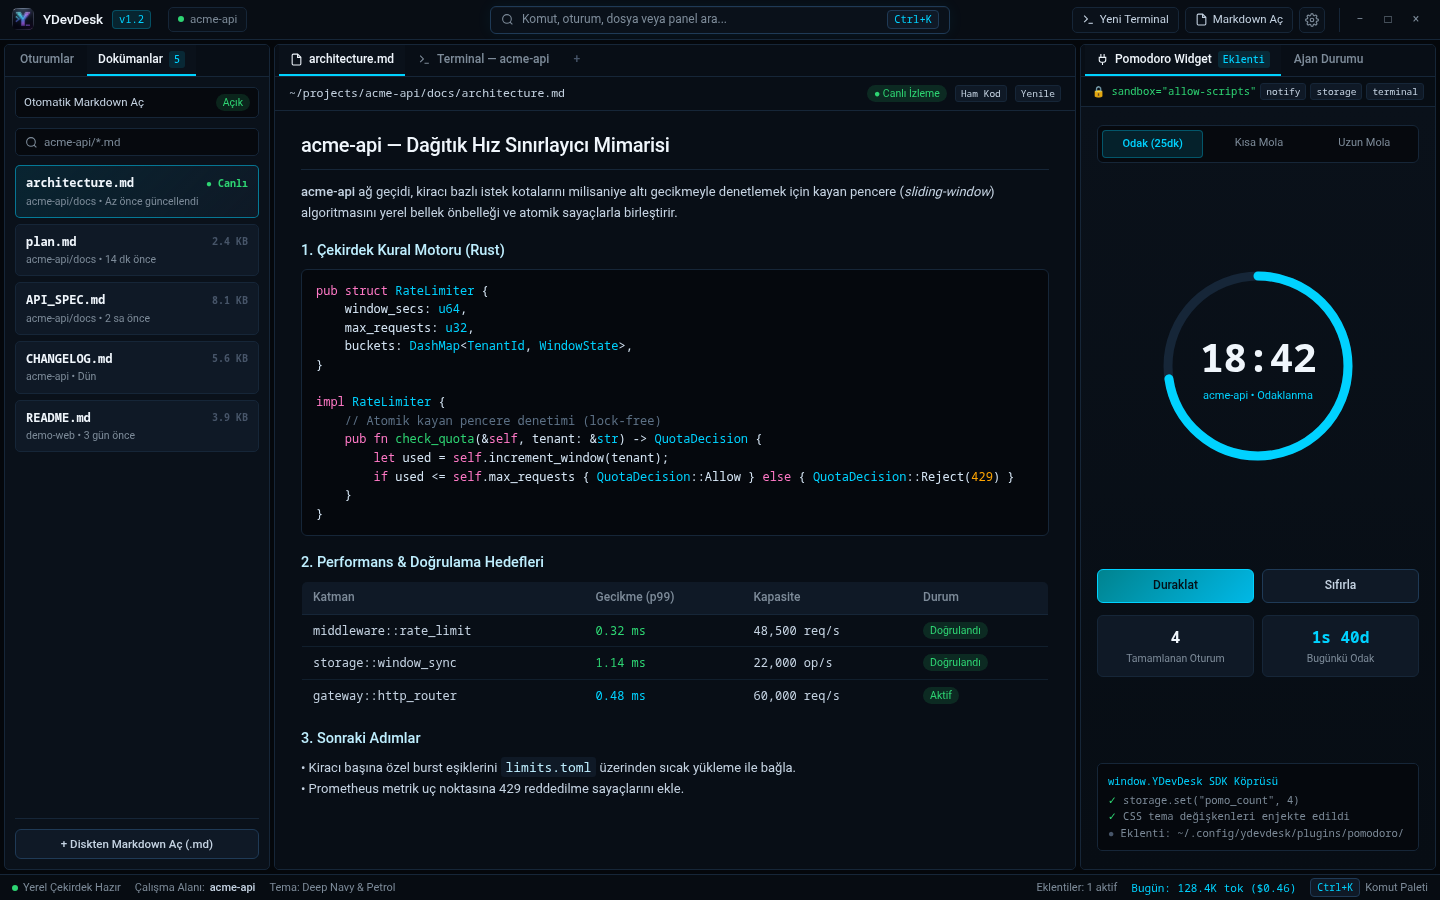 YDevDesk v1.2 acme-api Komut, oturum, dosya veya panel ara... Ctrl+K Yeni Terminal Markdown Aç
Oturumlar Dokümanlar 5
Otomatik Markdown Aç Açık
acme-api/*.md
architecture.md ● Canlı
acme-api/docs • Az önce güncellendi
plan.md 2.4 KB
acme-api/docs • 14 dk önce
API_SPEC.md 8.1 KB
acme-api/docs • 2 sa önce
CHANGELOG.md 5.6 KB
acme-api • Dün
README.md 3.9 KB
demo-web • 3 gün önce
+ Diskten Markdown Aç (.md)
architecture.md Terminal — acme-api +
~/projects/acme-api/docs/architecture.md ● Canlı İzleme Ham Kod Yenile
acme-api — Dağıtık Hız Sınırlayıcı Mimarisi
acme-api ağ geçidi, kiracı bazlı istek kotalarını milisaniye altı gecikmeyle denetlemek için kayan pencere (sliding-window)
algoritmasını yerel bellek önbelleği ve atomik sayaçlarla birleştirir.
1. Çekirdek Kural Motoru (Rust)
pub struct RateLimiter {
    window_secs: u64,
    max_requests: u32,
    buckets: DashMap<TenantId, WindowState>,
}
impl RateLimiter {
    // Atomik kayan pencere denetimi (lock-free)
    pub fn check_quota(&self, tenant: &str) -> QuotaDecision {
        let used = self.increment_window(tenant);
        if used <= self.max_requests { QuotaDecision::Allow } else { QuotaDecision::Reject(429) }
    }
}
2. Performans & Doğrulama Hedefleri
Katman Gecikme (p99) Kapasite Durum
middleware::rate_limit 0.32 ms 48,500 req/s Doğrulandı
storage::window_sync 1.14 ms 22,000 op/s Doğrulandı
gateway::http_router 0.48 ms 60,000 req/s Aktif
3. Sonraki Adımlar
• Kiracı başına özel burst eşiklerini limits.toml üzerinden sıcak yükleme ile bağla.
• Prometheus metrik uç noktasına 429 reddedilme sayaçlarını ekle.
Pomodoro Widget Eklenti Ajan Durumu
sandbox="allow-scripts" notify storage terminal
Odak (25dk) Kısa Mola Uzun Mola
18:42
acme-api • Odaklanma
Duraklat Sıfırla
4 1s 40d
Tamamlanan Oturum Bugünkü Odak
window.YDevDesk SDK Köprüsü
✓ storage.set("pomo_count", 4)
✓ CSS tema değişkenleri enjekte edildi
● Eklenti: ~/.config/ydevdesk/plugins/pomodoro/
Yerel Çekirdek Hazır Çalışma Alanı: acme-api Tema: Deep Navy & Petrol Eklentiler: 1 aktif Bugün: 128.4K tok ($0.46) Ctrl+K Komut Paleti